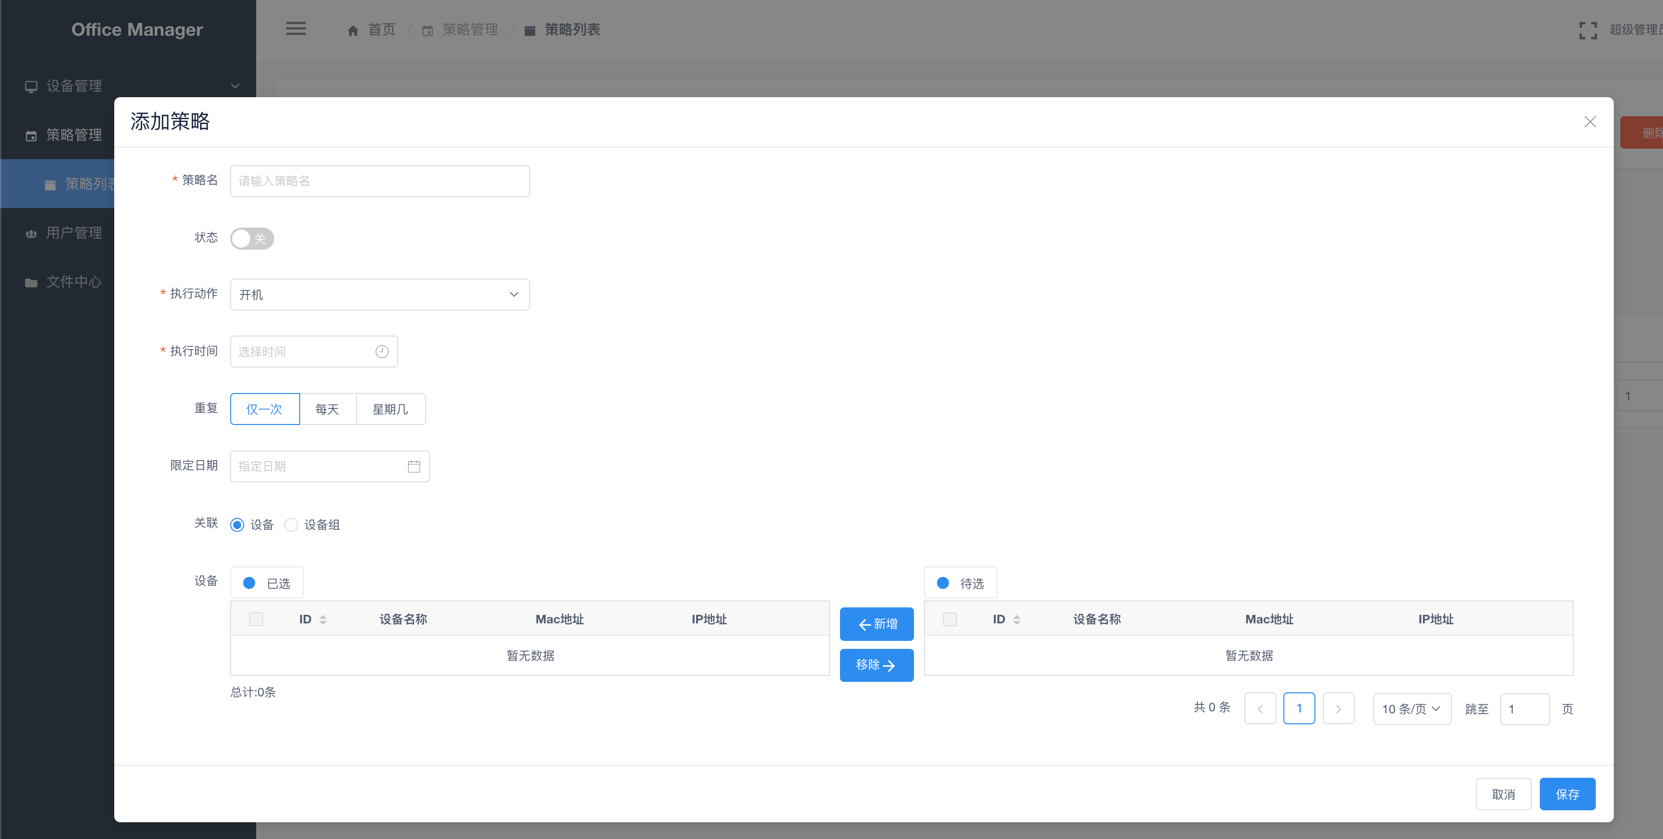 Office Manager
首页 / 策略管理 / 策略列表
超级管理员
设备管理
策略管理
策略列表
用户管理
文件中心
删除
1
添加策略
* 策略名 请输入策略名
状态 关
* 执行动作 开机
* 执行时间 选择时间
重复 仅一次 每天 星期几
限定日期 指定日期
关联 设备 设备组
设备 已选 待选
ID 设备名称 Mac地址 IP地址
暂无数据
总计:0条
←新增
移除→
ID 设备名称 Mac地址 IP地址
暂无数据
共 0 条 < 1 > 10 条/页 跳至 1 页
取消 保存